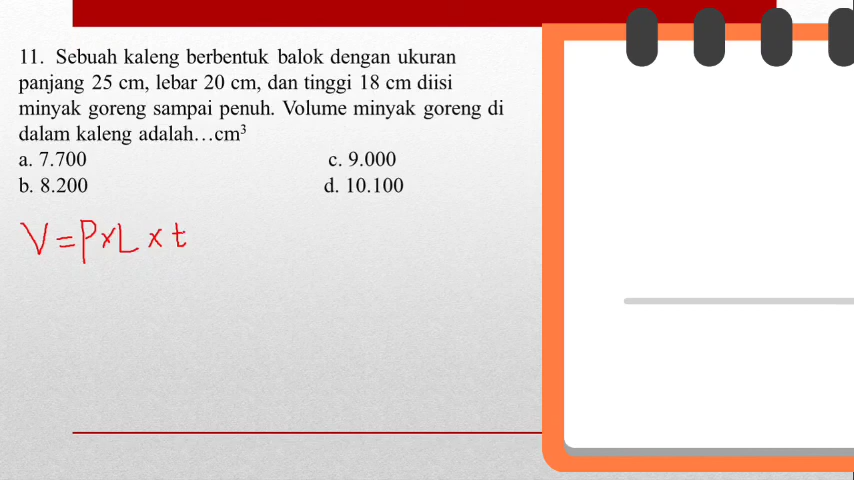 11. Sebuah kaleng berbentuk balok dengan ukuran
panjang 25 cm, lebar 20 cm, dan tinggi 18 cm diisi
minyak goreng sampai penuh. Volume minyak goreng di
dalam kaleng adalah…cm³
a. 7.700 c. 9.000
b. 8.200 d. 10.100
V = P x L x t